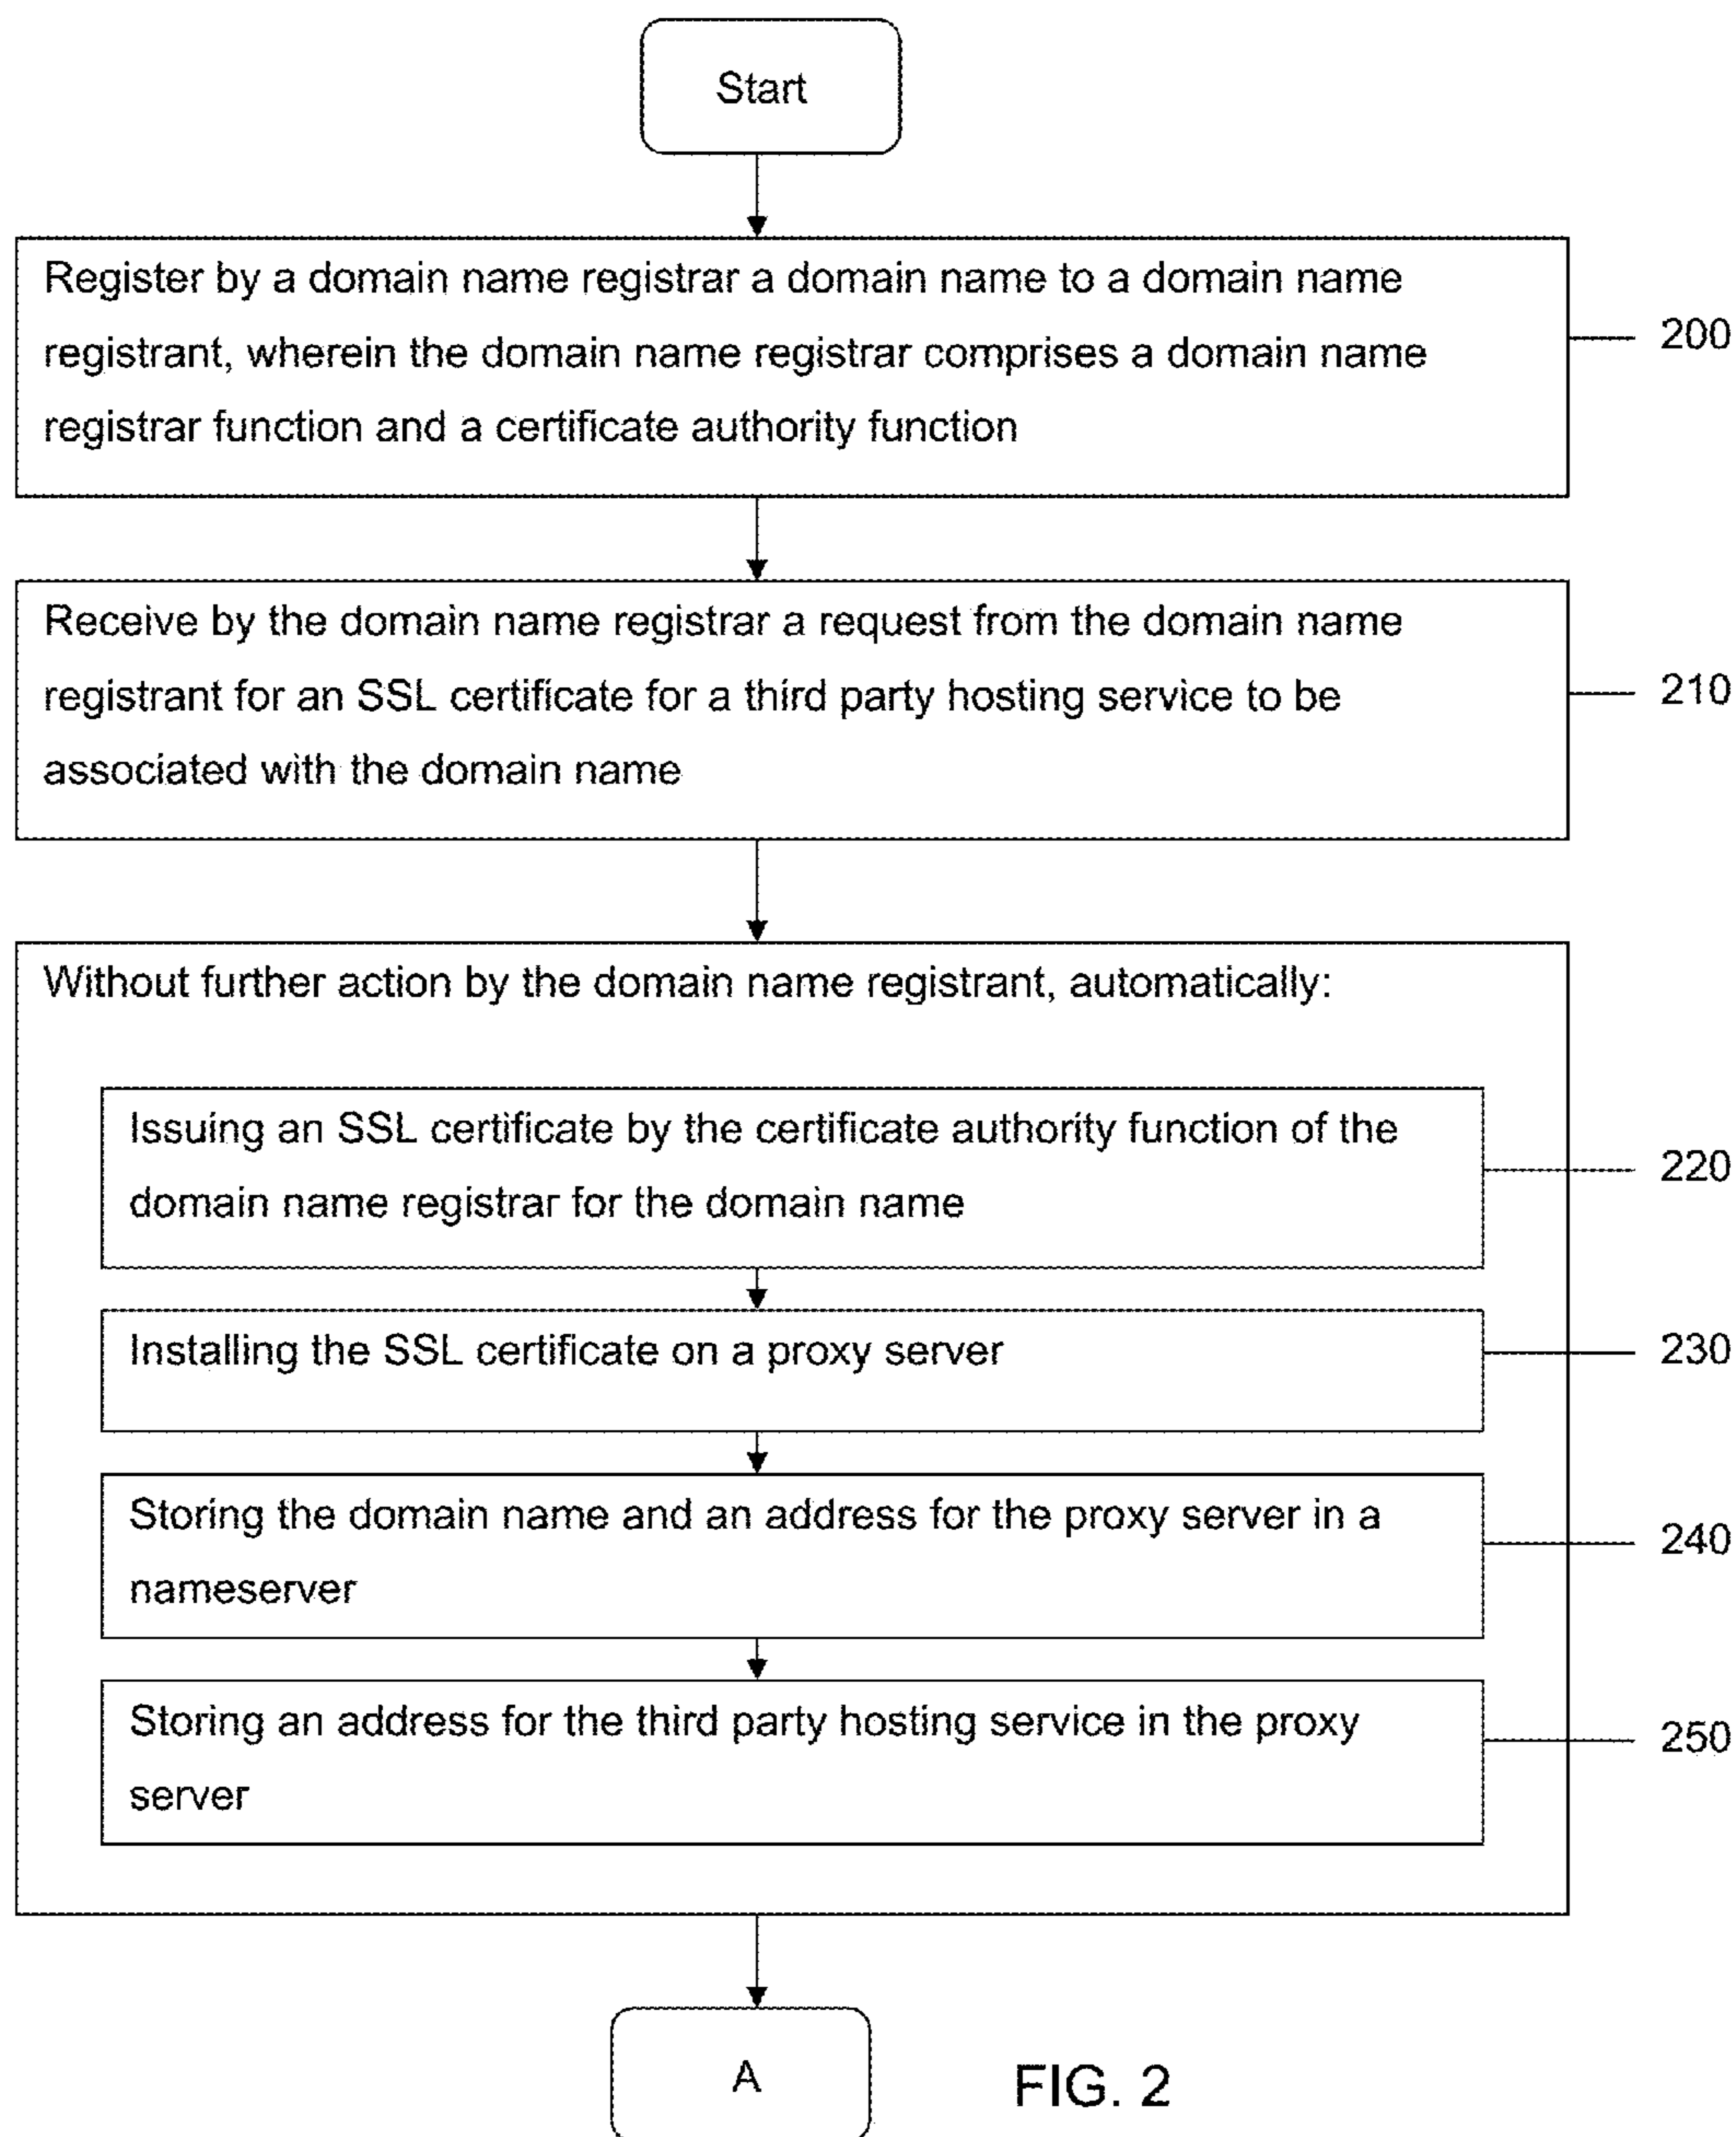 Start
Register by a domain name registrar a domain name to a domain name
registrant, wherein the domain name registrar comprises a domain name
registrar function and a certificate authority function
200
Receive by the domain name registrar a request from the domain name
registrant for an SSL certificate for a third party hosting service to be
associated with the domain name
210
Without further action by the domain name registrant, automatically:
Issuing an SSL certificate by the certificate authority function of the
domain name registrar for the domain name
220
Installing the SSL certificate on a proxy server
230
Storing the domain name and an address for the proxy server in a
nameserver
240
Storing an address for the third party hosting service in the proxy
server
250
A
FIG. 2